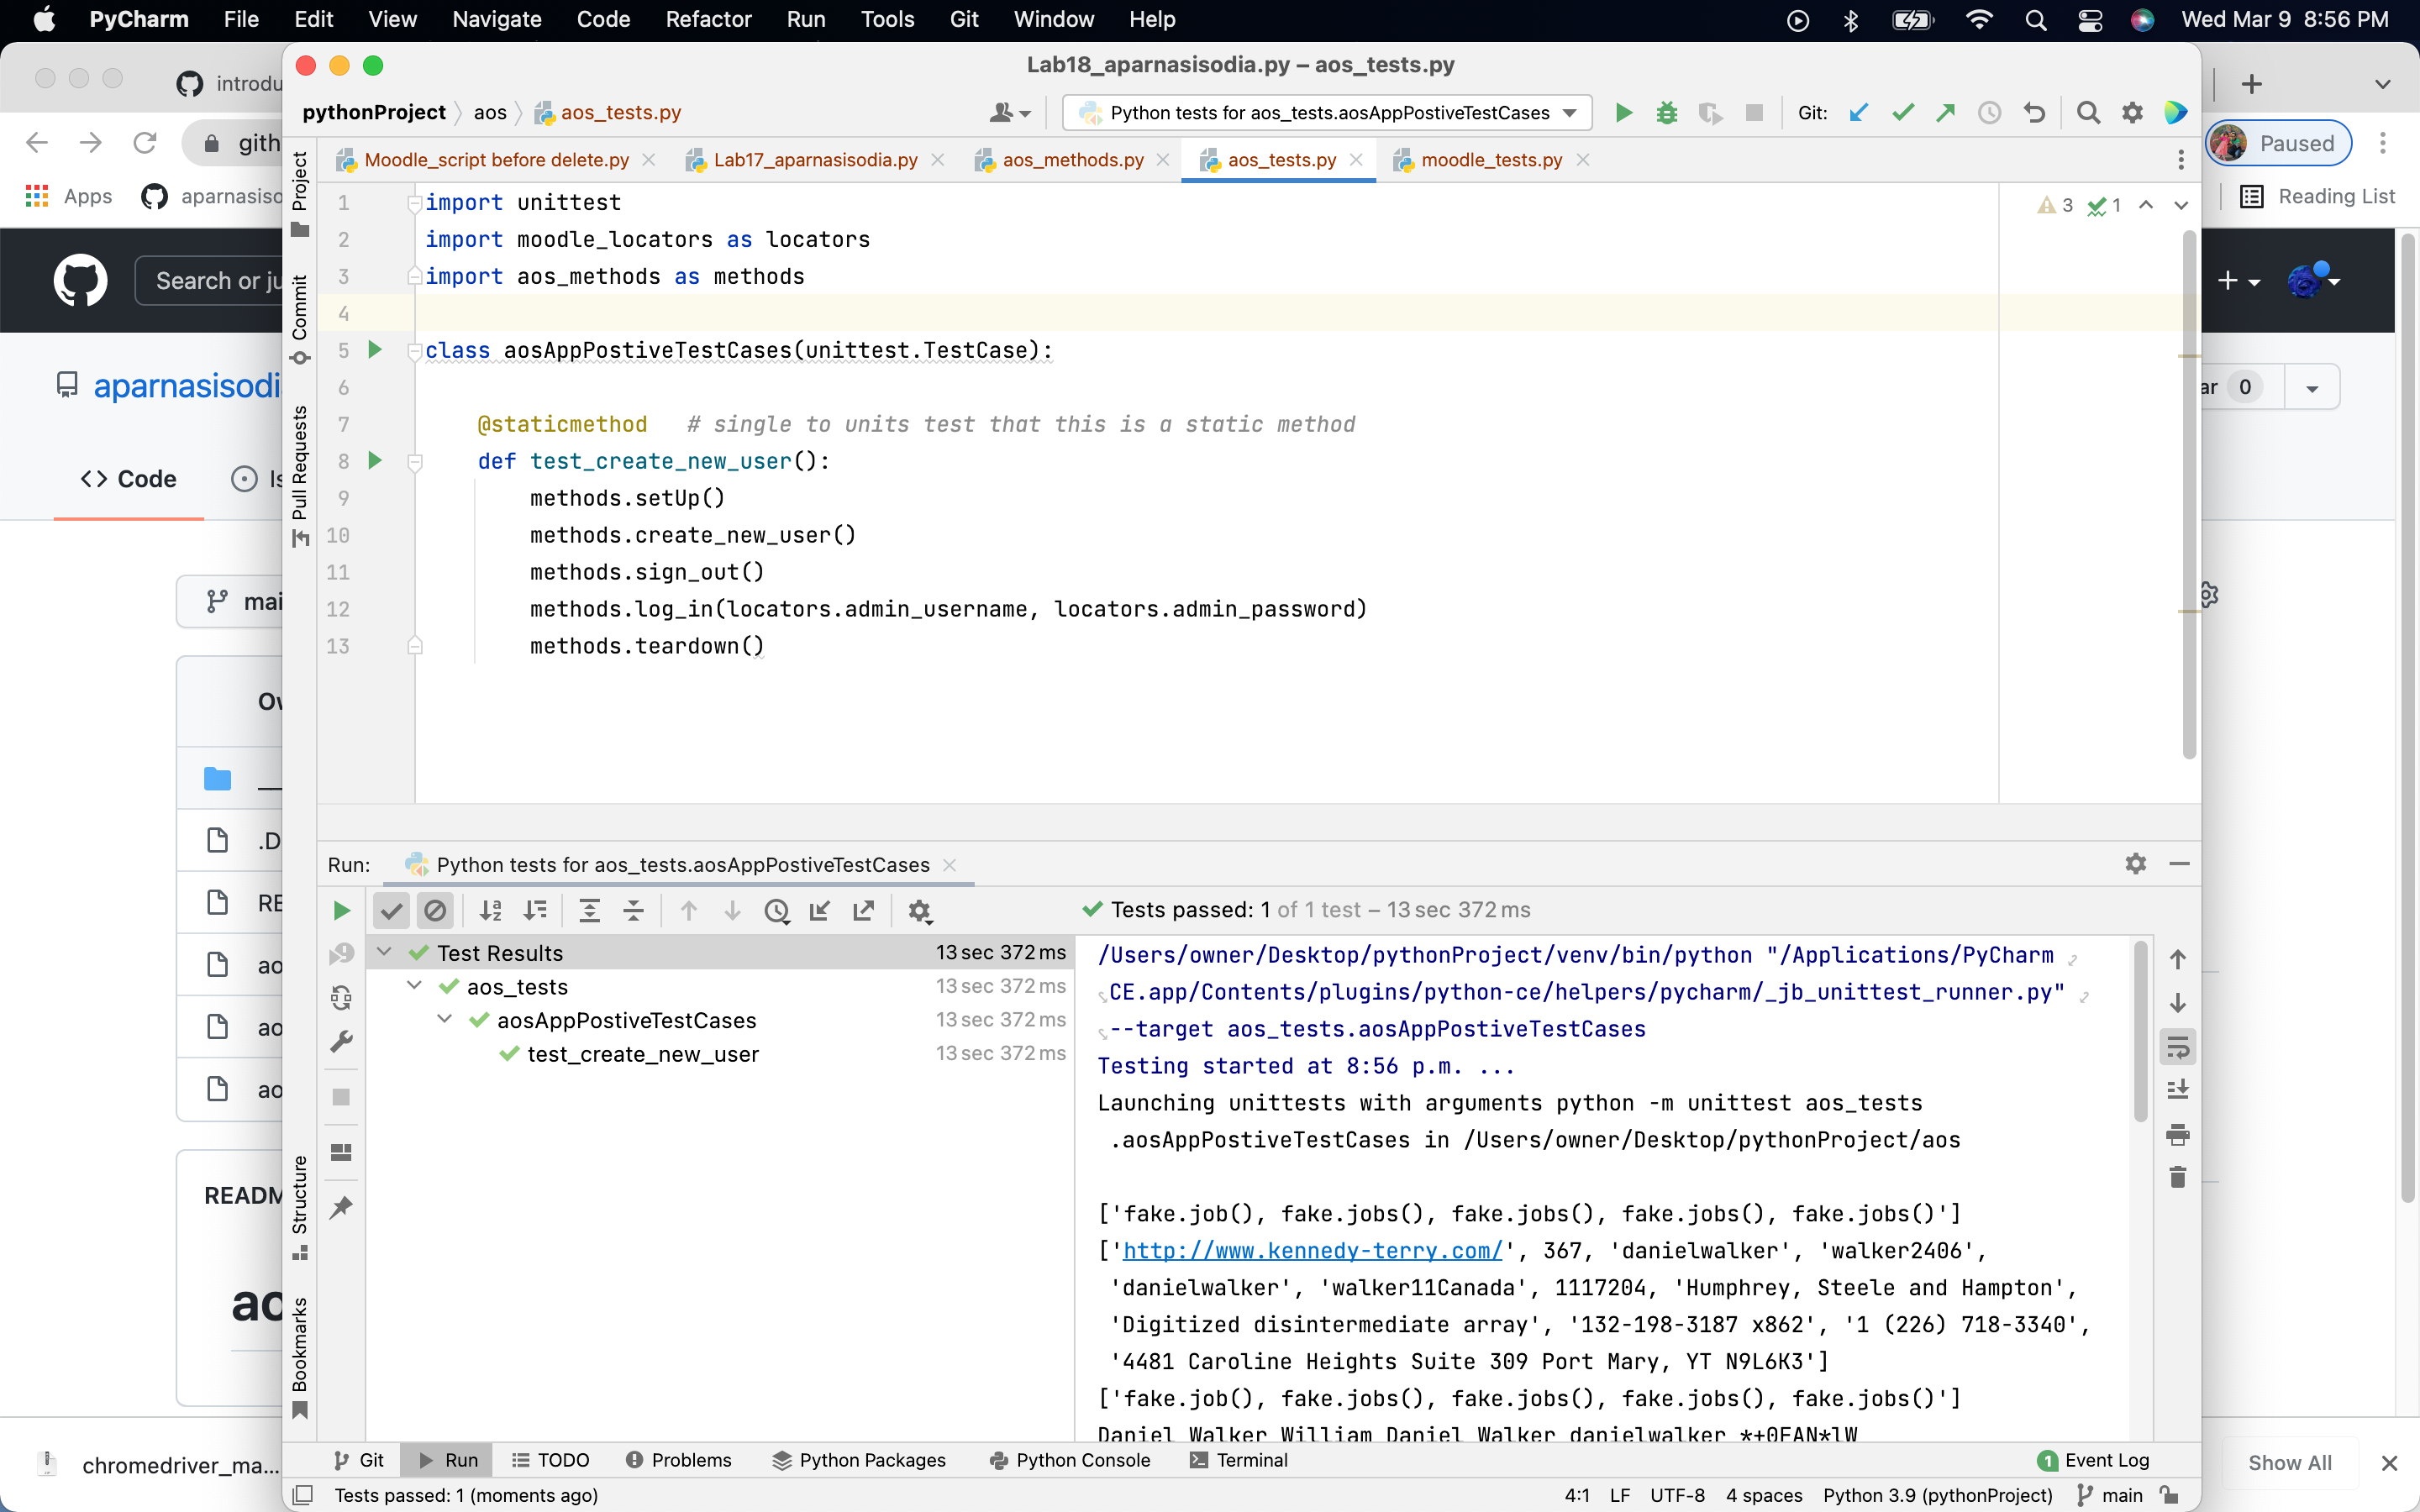 PyCharm File Edit View Navigate Code Refactor Run Tools Git Window Help Wed Mar 9 8:56 PM
Lab18_aparnasisodia.py – aos_tests.py
introdu
pythonProject aos aos_tests.py Python tests for aos_tests.aosAppPostiveTestCases Git:
gith
Paused
Moodle_script before delete.py Lab17_aparnasisodia.py aos_methods.py aos_tests.py moodle_tests.py
Apps aparnasiso Reading List
Project
Commit
Pull Requests
Structure
Bookmarks
Search or ju
aparnasisodi
ar 0
Code Is
mai
Ow
.D
RE
ao
ao
ao
READM
ao
chromedriver_ma...
Show All
3 1
1 import unittest
2 import moodle_locators as locators
3 import aos_methods as methods
4
5 class aosAppPostiveTestCases(unittest.TestCase):
6
7 @staticmethod # single to units test that this is a static method
8 def test_create_new_user():
9 methods.setUp()
10 methods.create_new_user()
11 methods.sign_out()
12 methods.log_in(locators.admin_username, locators.admin_password)
13 methods.teardown()
Run: Python tests for aos_tests.aosAppPostiveTestCases
Tests passed: 1 of 1 test – 13 sec 372 ms
Test Results 13 sec 372 ms
aos_tests 13 sec 372 ms
aosAppPostiveTestCases 13 sec 372 ms
test_create_new_user 13 sec 372 ms
/Users/owner/Desktop/pythonProject/venv/bin/python "/Applications/PyCharm
CE.app/Contents/plugins/python-ce/helpers/pycharm/_jb_unittest_runner.py"
--target aos_tests.aosAppPostiveTestCases
Testing started at 8:56 p.m. ...
Launching unittests with arguments python -m unittest aos_tests
.aosAppPostiveTestCases in /Users/owner/Desktop/pythonProject/aos
['fake.job(), fake.jobs(), fake.jobs(), fake.jobs(), fake.jobs()']
['http://www.kennedy-terry.com/', 367, 'danielwalker', 'walker2406',
'danielwalker', 'walker11Canada', 1117204, 'Humphrey, Steele and Hampton',
'Digitized disintermediate array', '132-198-3187 x862', '1 (226) 718-3340',
'4481 Caroline Heights Suite 309 Port Mary, YT N9L6K3']
['fake.job(), fake.jobs(), fake.jobs(), fake.jobs(), fake.jobs()']
Daniel Walker William Daniel Walker danielwalker
Git Run TODO Problems Python Packages Python Console Terminal 1 Event Log
Tests passed: 1 (moments ago) 4:1 LF UTF-8 4 spaces Python 3.9 (pythonProject) main